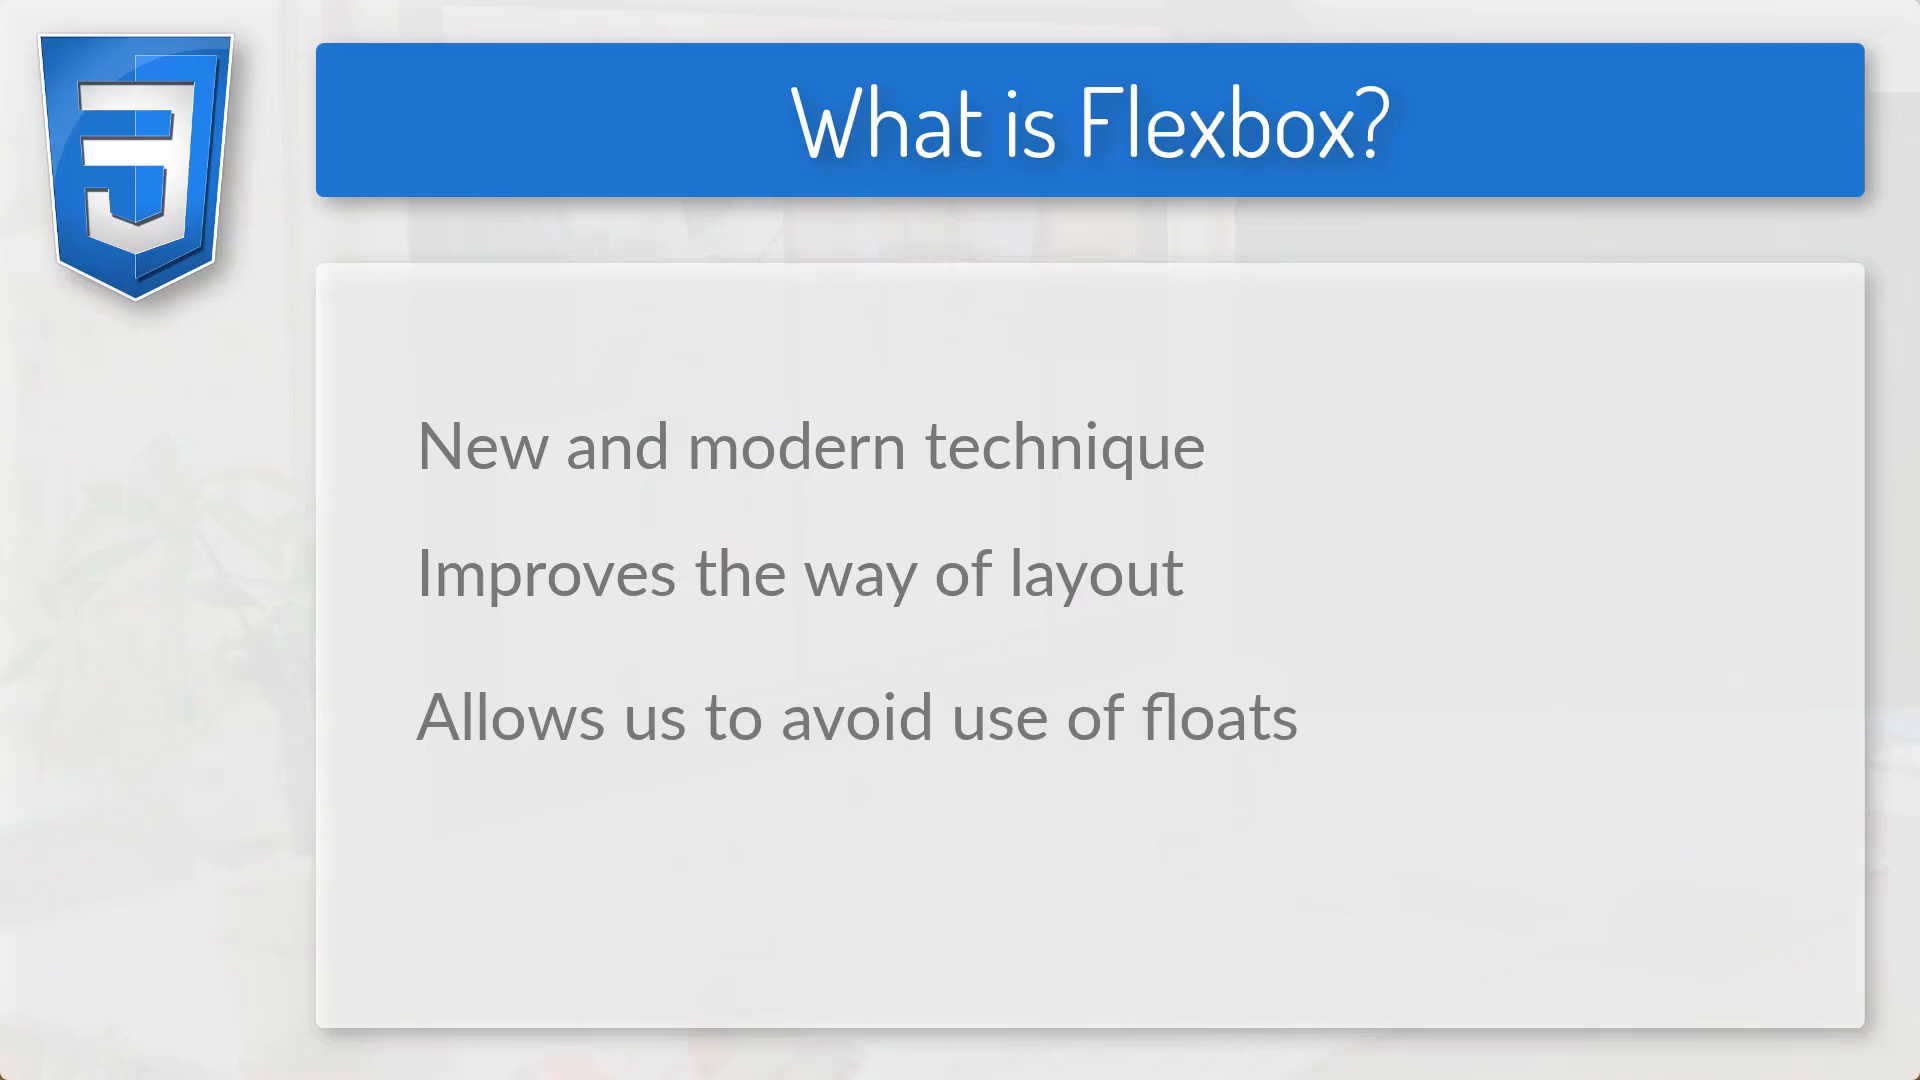 What is Flexbox?
New and modern technique
Improves the way of layout
Allows us to avoid use of floats